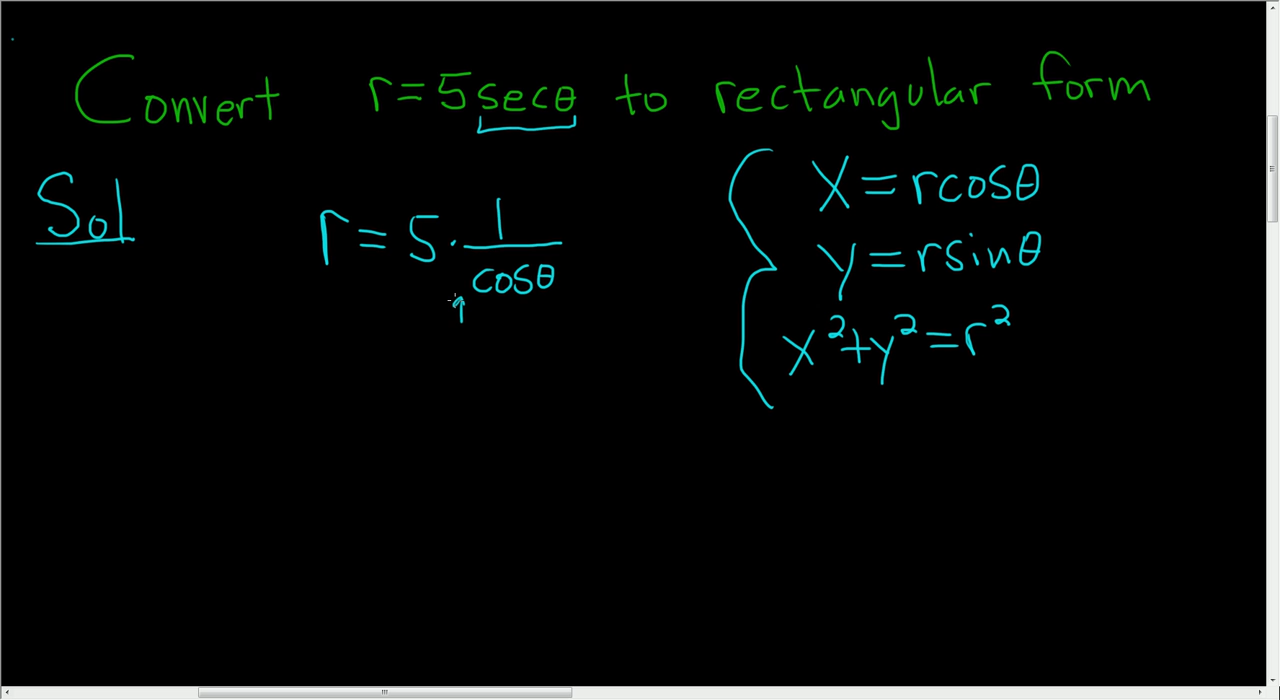 Convert r=5secθ to rectangular form
Sol
r = 5 · 1/cosθ
x = rcosθ
y = rsinθ
x²+y²=r²